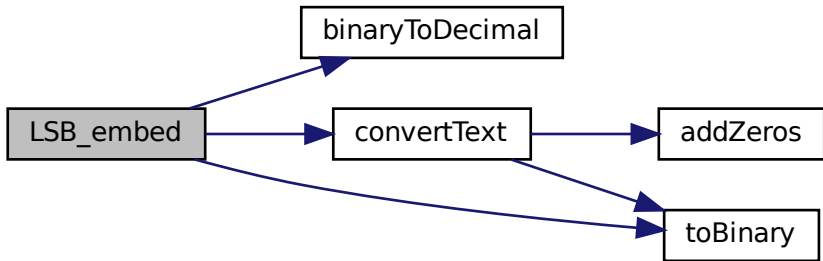 binaryToDecimal
LSB_embed
convertText
addZeros
toBinary